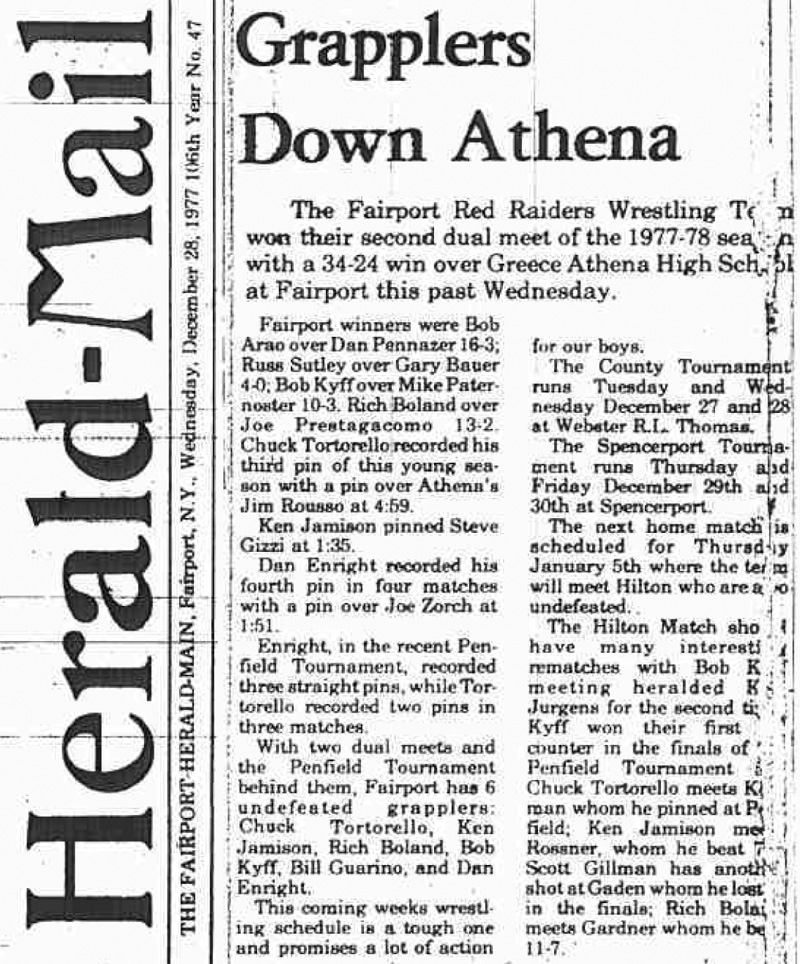 Herald-Mail
THE FAIRPORT-HERALD-MAIN, Fairport, N.Y., Wednesday, December 28, 1977 106th Year No. 47
Grapplers
Down Athena
The Fairport Red Raiders Wrestling
won their second dual meet of the 1977-78
with a 34-24 win over Greece Athena High
at Fairport this past Wednesday.
Fairport winners were Bob
Arao over Dan Pennazer 16-3;
Russ Sutley over Gary Bauer
4-0; Bob Kyff over Mike Pater-
noster 10-3. Rich Boland over
Joe Prestagacomo 13-2.
Chuck Tortorello recorded his
third pin of this young sea-
son with a pin over Athena's
Jim Rousso at 4:59.
Ken Jamison pinned Steve
Gizzi at 1:35.
Dan Enright recorded his
fourth pin in four matches
with a pin over Joe Zorch at
1:51.
Enright, in the recent Pen-
field Tournament, recorded
three straight pins, while Tor-
torello recorded two pins in
three matches.
With two dual meets and
the Penfield Tournament
behind them, Fairport has 6
undefeated grapplers:
Chuck Tortorello, Ken
Jamison, Rich Boland, Bob
Kyff, Bill Guarino, and Dan
Enright.
This coming weeks wrestl-
ing schedule is a tough one
and promises a lot of action
for our boys.
The County Tournament
runs Tuesday and Wed-
nesday December 27 and 28
at Webster R.L. Thomas.
The Spencerport Tourna-
ment runs Thursday and
Friday December 29th and
30th at Spencerport.
The next home match is
scheduled for Thursday
January 5th where the
will meet Hilton who are
undefeated.
The Hilton Match
have many
rematches with Bob
meeting heralded
Jurgens for the second
Kyff won their first
counter in the finals of
Penfield Tournament
Chuck Tortorello meets
man whom he pinned at
field; Ken Jamison
Rossner, whom he beat
Scott Gillman has
shot at Gaden whom he lost
in the finals; Rich
meets Gardner whom he
11-7.